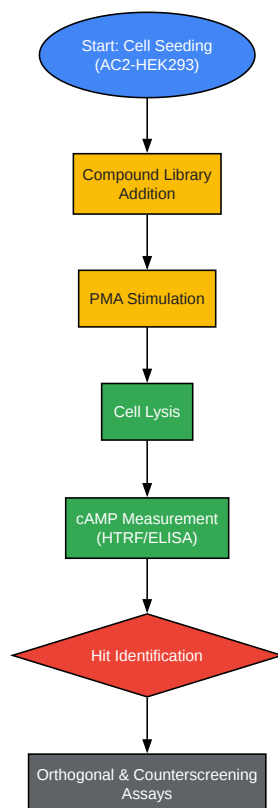 Start: Cell Seeding
(AC2-HEK293)
Compound Library
Addition
PMA Stimulation
Cell Lysis
cAMP Measurement
(HTRF/ELISA)
Hit Identification
Orthogonal & Counterscreening
Assays